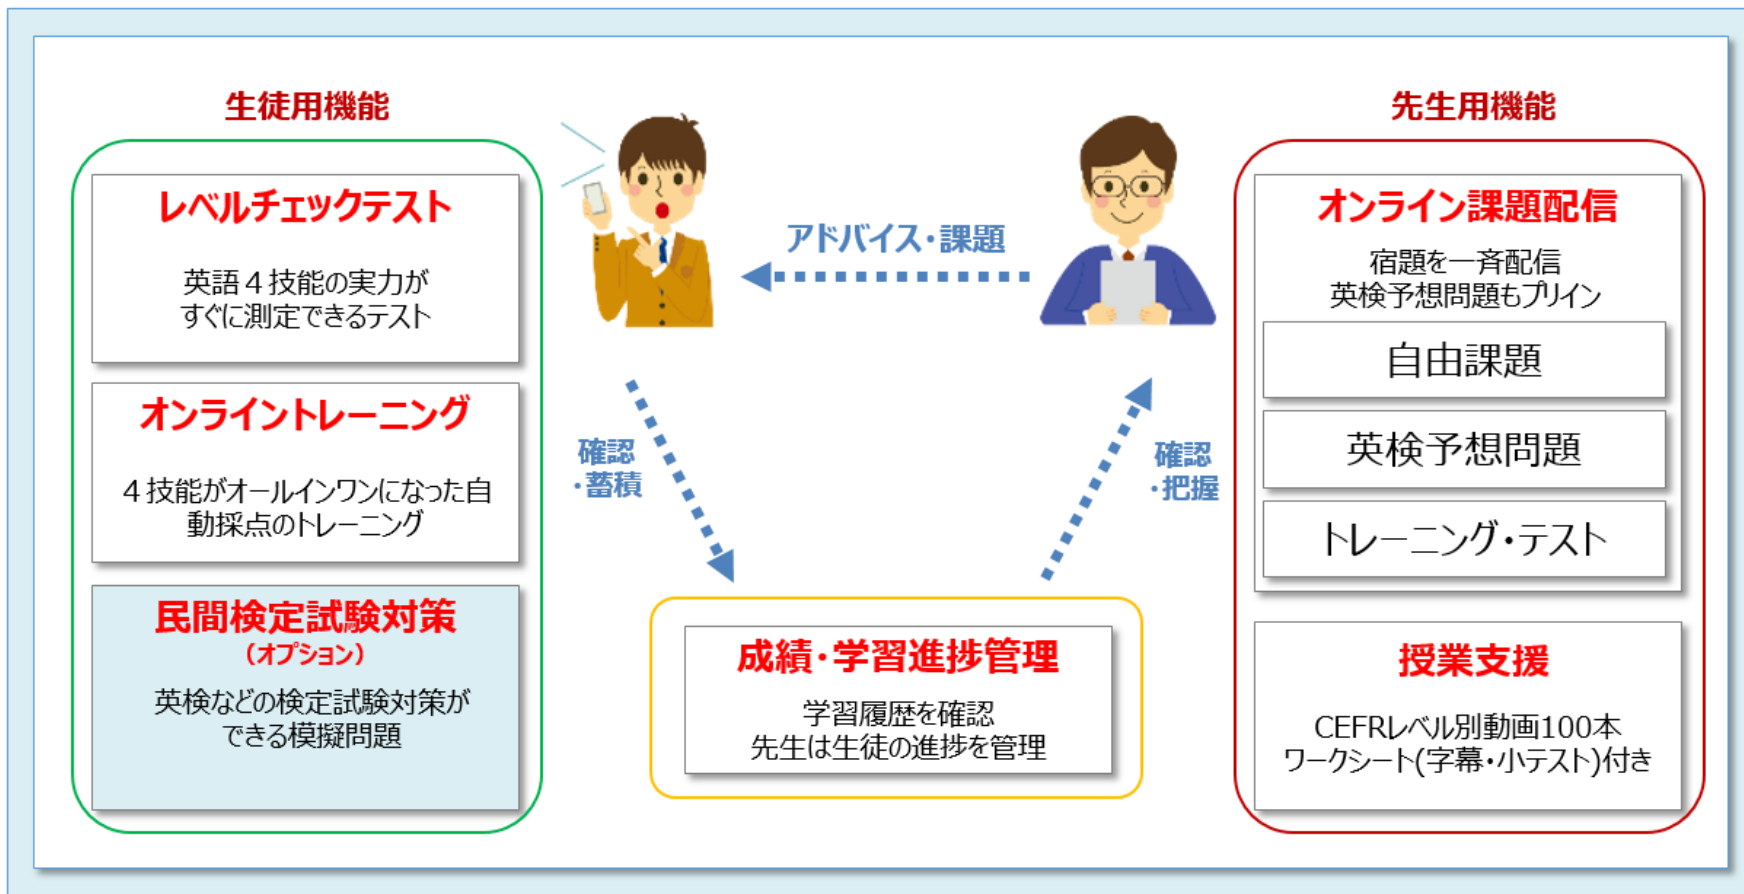 生徒用機能
レベルチェックテスト
英語４技能の実力が
すぐに測定できるテスト
オンライントレーニング
４技能がオールインワンになった自
動採点のトレーニング
民間検定試験対策
（オプション）
英検などの検定試験対策が
できる模擬問題
アドバイス・課題
確認
・蓄積
確認
・把握
成績・学習進捗管理
学習履歴を確認
先生は生徒の進捗を管理
先生用機能
オンライン課題配信
宿題を一斉配信
英検予想問題もプリイン
自由課題
英検予想問題
トレーニング・テスト
授業支援
CEFRレベル別動画100本
ワークシート(字幕・小テスト)付き